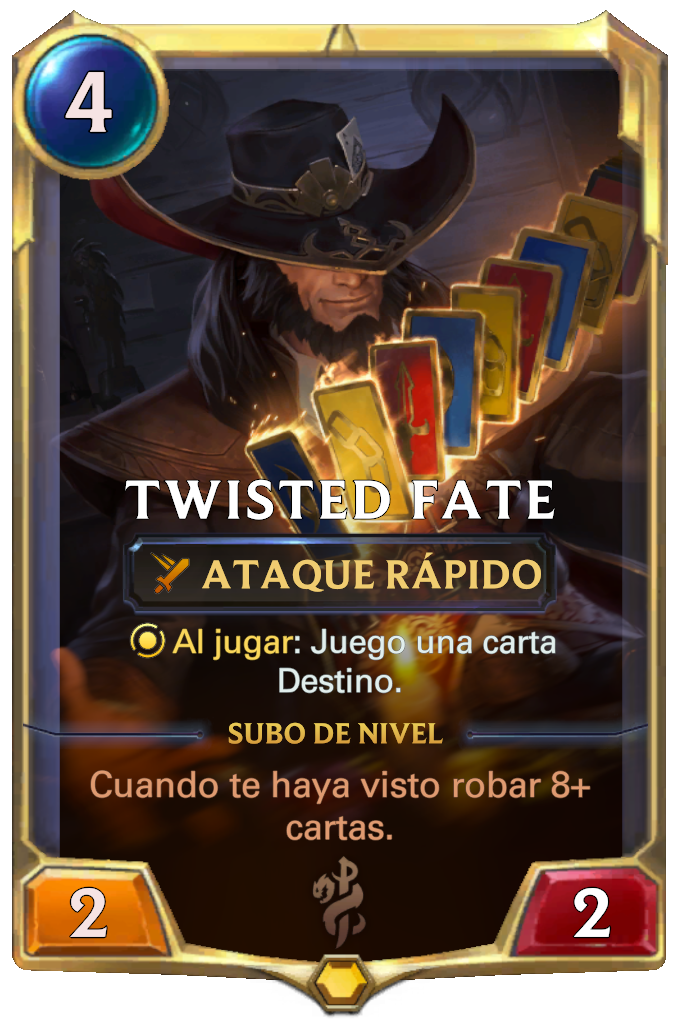 4
TWISTED FATE
ATAQUE RÁPIDO
Al jugar: Juego una carta
Destino.
SUBO DE NIVEL
Cuando te haya visto robar 8+
cartas.
2
2